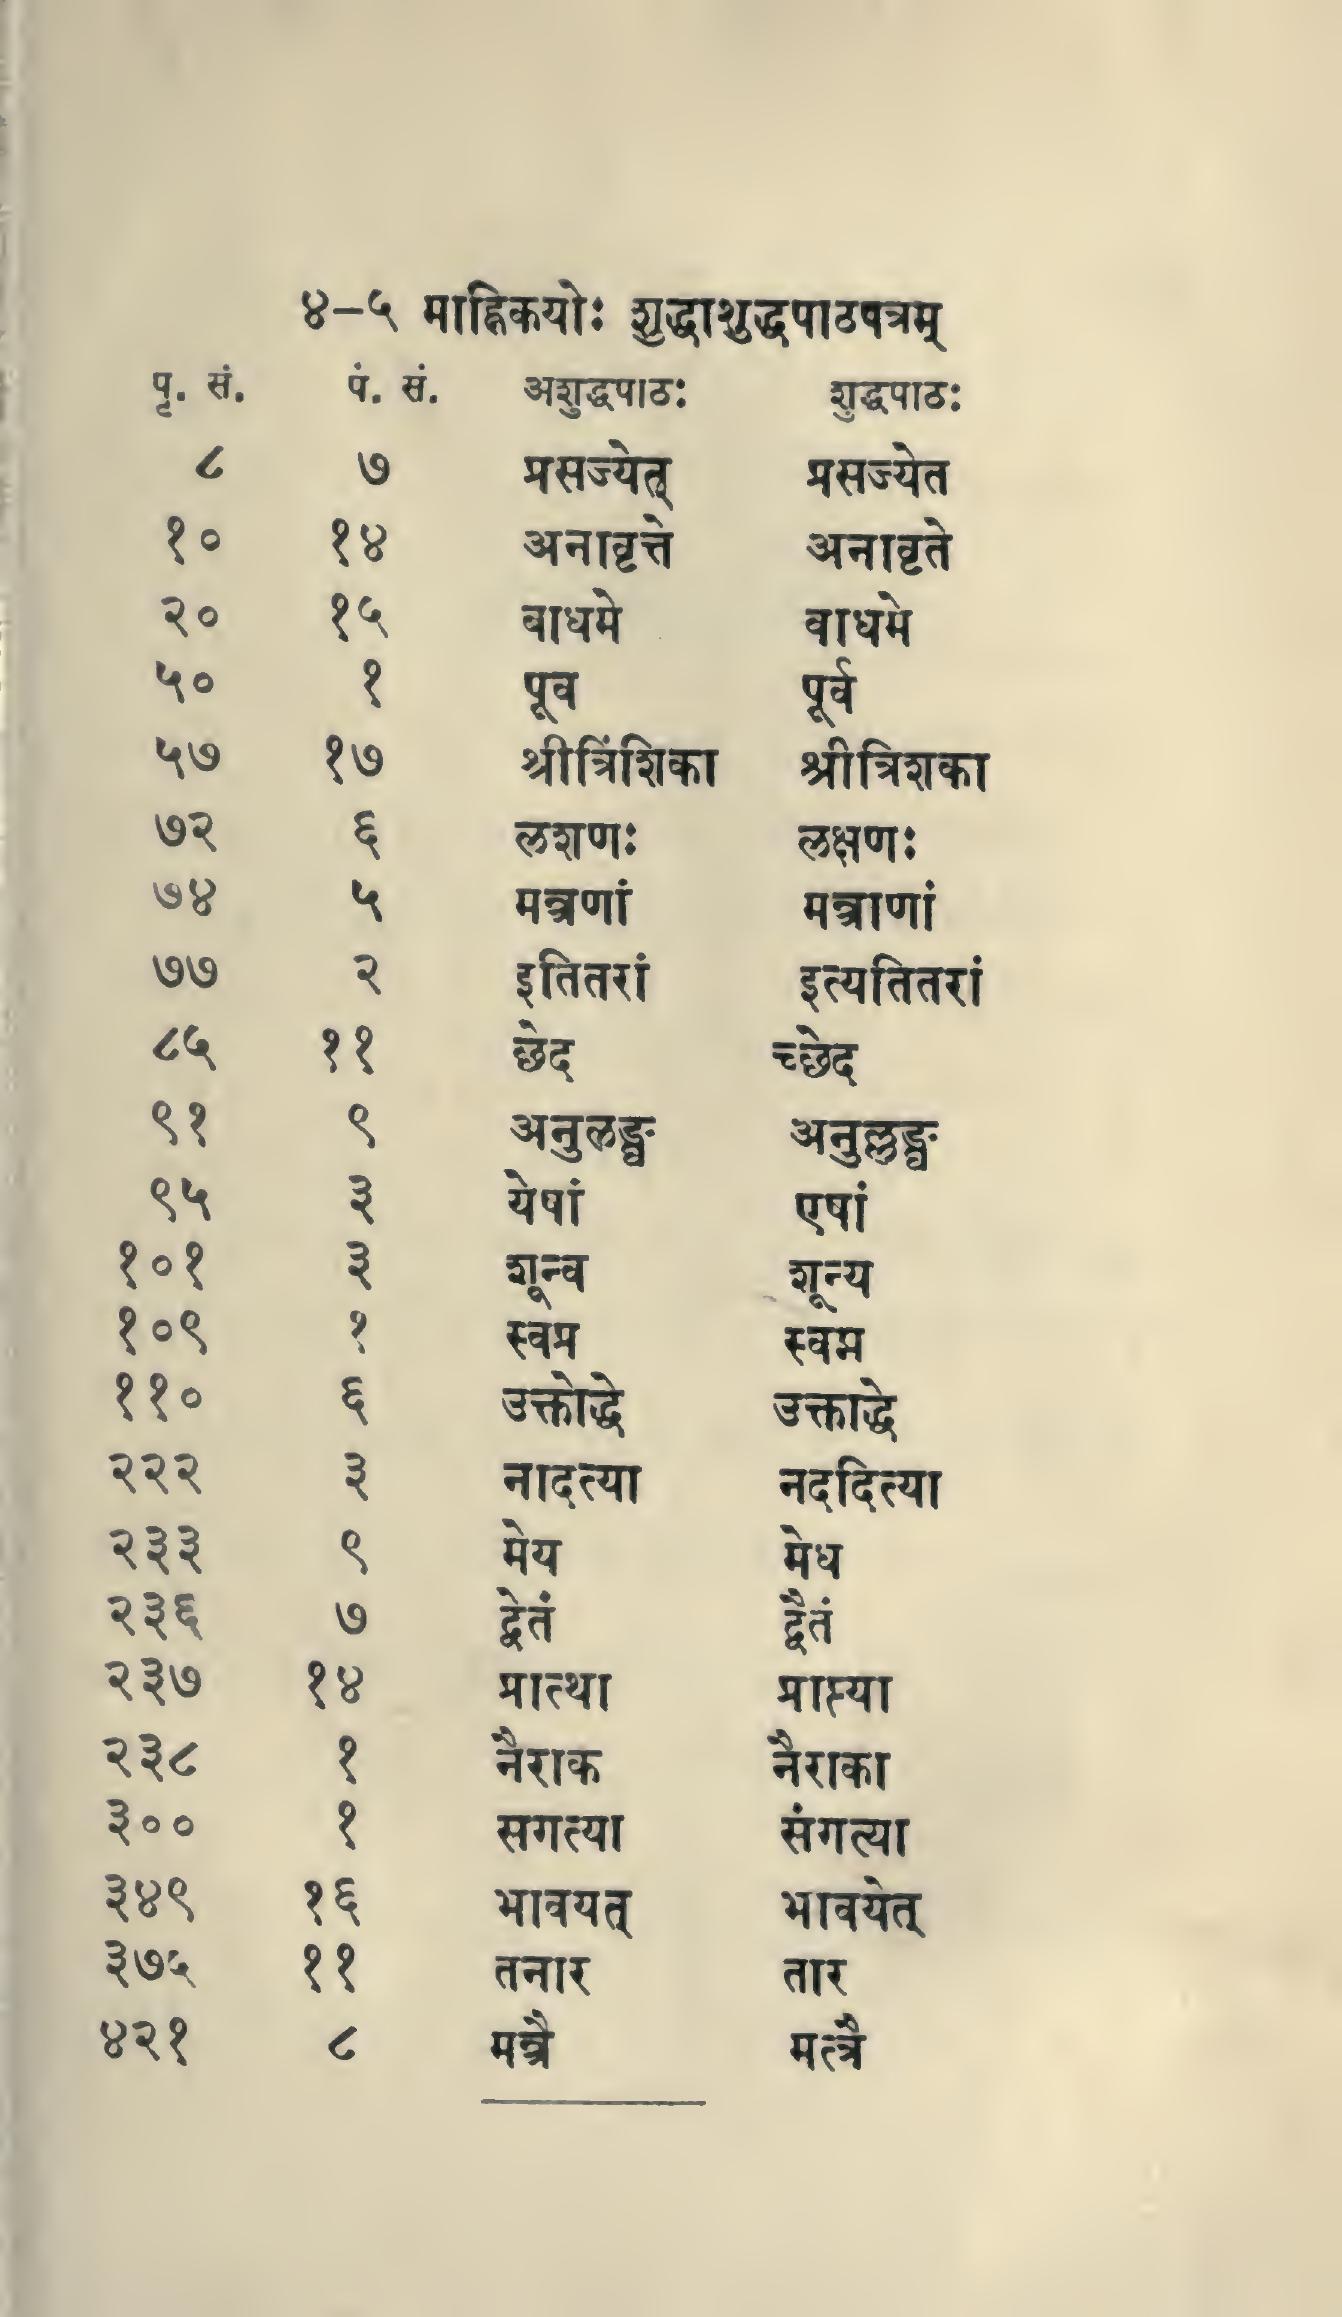 ४-५ माह्निकयोः शुद्धाशुद्धपाठपत्रम्
पृ. सं. पं. सं. अशुद्धपाठः शुद्धपाठः
८ ७ प्रसज्येत् प्रसज्येत
१० १४ अनावृत्ते अनावृते
२० १५ बाधमे वाधमे
५० १ पूव पूर्व
५७ १७ श्रीत्रिंशिका श्रीत्रिशका
७२ ६ लशणः लक्षणः
७४ ५ मन्त्रणां मन्त्राणां
७७ २ इतितरां इत्यतितरां
८५ ११ छेद च्छेद
९१ ९ अनुलङ्घ अनुल्लङ्घ
९५ ३ येषां एषां
१०१ ३ शून्व शून्य
१०९ १ स्वप्र स्वप्न
११० ६ उक्तोद्धे उक्ताद्धे
२२२ ३ नादत्या नददित्या
२३३ ९ मेय मेध
२३६ ७ द्वेतं द्वैतं
२३७ १४ प्रात्था प्राप्त्या
२३८ १ नैराक नैराका
३०० १ सगत्या संगत्या
३४९ १६ भावयत् भावयेत्
३७५ ११ तनार तार
४२१ ८ मन्त्रै मत्त्रै